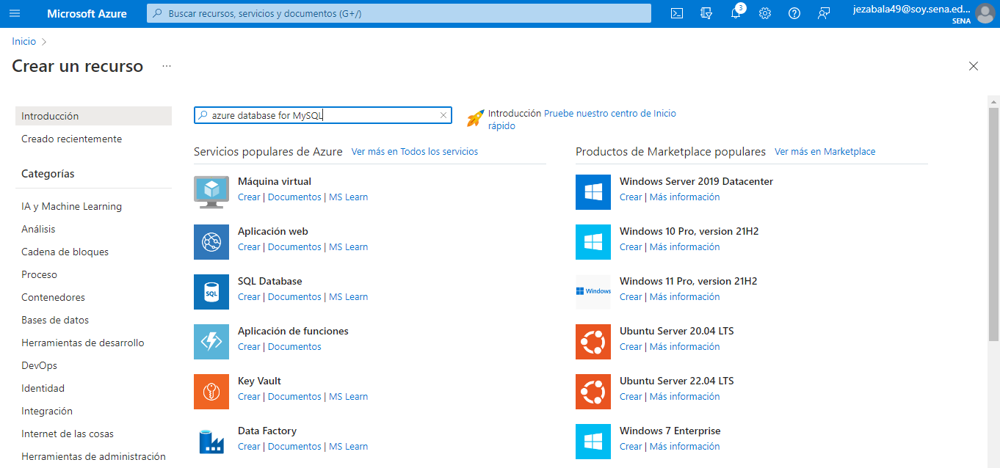 Microsoft Azure
Buscar recursos, servicios y documentos (G+/)
3
jezabala49@soy.sena.ed...
SENA
Inicio >
Crear un recurso ...
Introducción
Creado recientemente
Categorías
IA y Machine Learning
Análisis
Cadena de bloques
Proceso
Contenedores
Bases de datos
Herramientas de desarrollo
DevOps
Identidad
Integración
Internet de las cosas
Herramientas de administración
azure database for MySQL
Introducción Pruebe nuestro centro de Inicio
rápido
Servicios populares de Azure Ver más en Todos los servicios
Máquina virtual
Crear | Documentos | MS Learn
Aplicación web
Crear | Documentos | MS Learn
SQL
SQL Database
Crear | Documentos | MS Learn
Aplicación de funciones
Crear | Documentos
Key Vault
Crear | Documentos | MS Learn
Data Factory
Crear | Documentos | MS Learn
Productos de Marketplace populares Ver más en Marketplace
Windows Server 2019 Datacenter
Crear | Más información
Windows 10 Pro, version 21H2
Crear | Más información
Windows
Windows 11 Pro, version 21H2
Crear | Más información
Ubuntu Server 20.04 LTS
Crear | Más información
Ubuntu Server 22.04 LTS
Crear | Más información
Windows 7 Enterprise
Crear | Más información